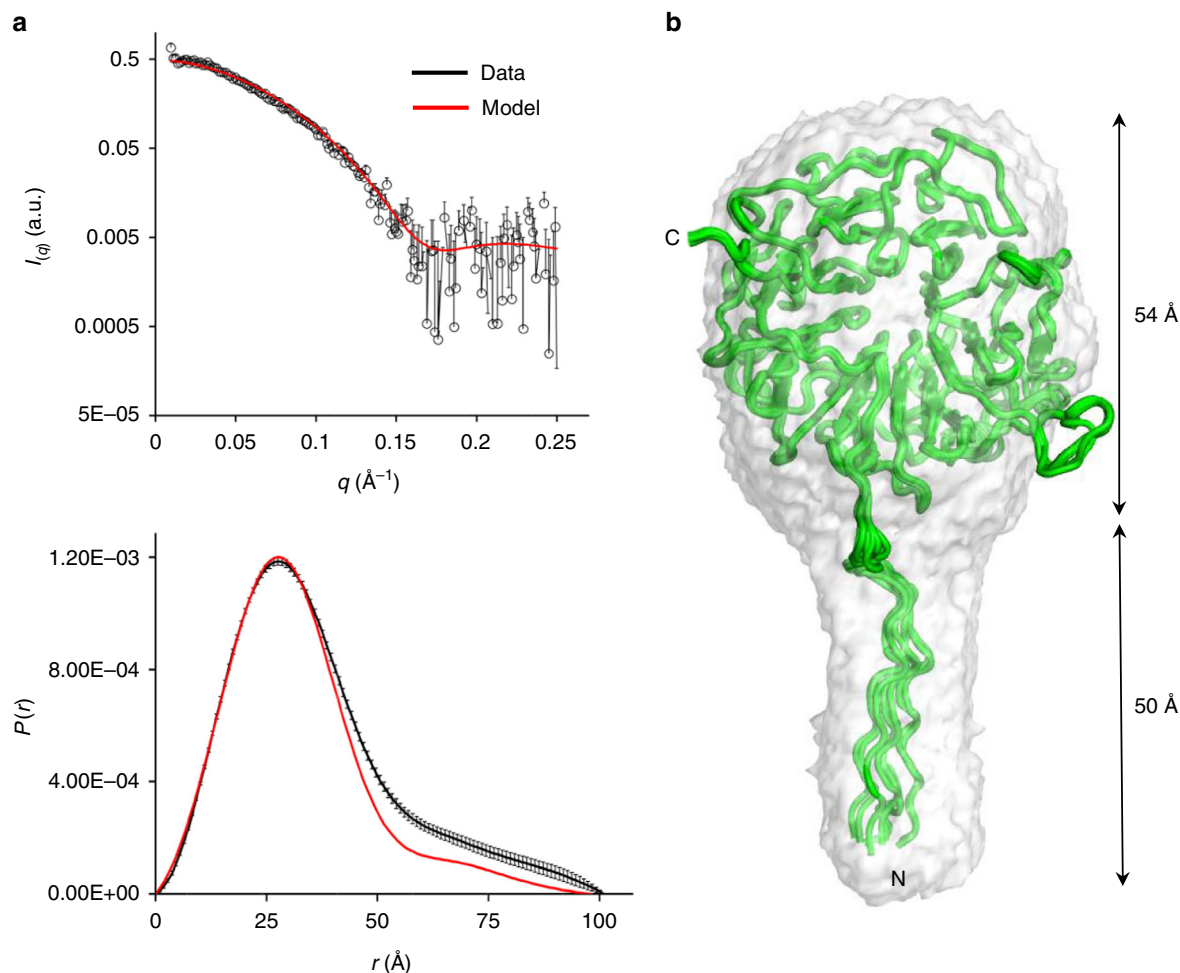 a
0.5
0.05
0.005
0.0005
5E–05
I(q) (a.u.)
Data
Model
0
0.05
0.1
0.15
0.2
0.25
q (Å–1)
1.20E–03
8.00E–04
4.00E–04
0.00E+00
P(r)
0
25
50
75
100
r (Å)
b
C
54 Å
50 Å
N